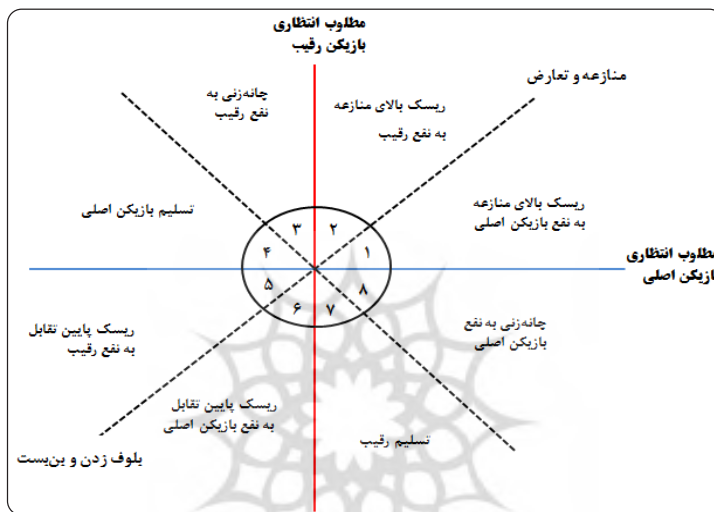 مطلوب انتظاری
بازیکن رقیب
منازعه و تعارض
چانه‌زنی به
نفع رقیب
ریسک بالای منازعه
به نفع رقیب
تسلیم بازیکن اصلی
ریسک بالای منازعه
به نفع بازیکن اصلی
۳ ۲
۴ ۱
مطلوب انتظاری
بازیکن اصلی
۵ ۸
۶ ۷
چانه‌زنی به نفع
بازیکن اصلی
ریسک پایین تقابل
به نفع رقیب
ریسک پایین تقابل
به نفع بازیکن اصلی
تسلیم رقیب
بلوف زدن و بن‌بست